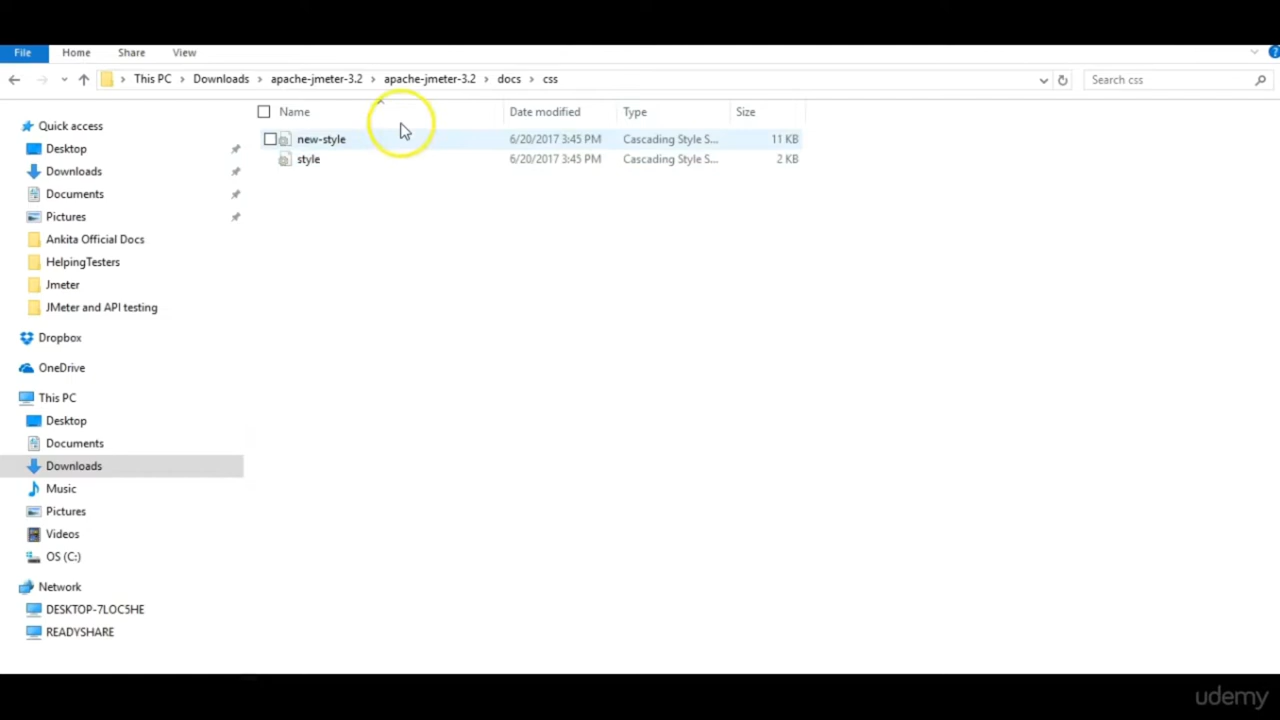 File Home Share View
This PC Downloads apache-jmeter-3.2 apache-jmeter-3.2 docs css Search css
Name Date modified Type Size
new-style 6/20/2017 3:45 PM Cascading Style S... 11 KB
style 6/20/2017 3:45 PM Cascading Style S... 2 KB
Quick access
Desktop
Downloads
Documents
Pictures
Ankita Official Docs
HelpingTesters
Jmeter
JMeter and API testing
Dropbox
OneDrive
This PC
Desktop
Documents
Downloads
Music
Pictures
Videos
OS (C:)
Network
DESKTOP-7LOC5HE
READYSHARE
udemy